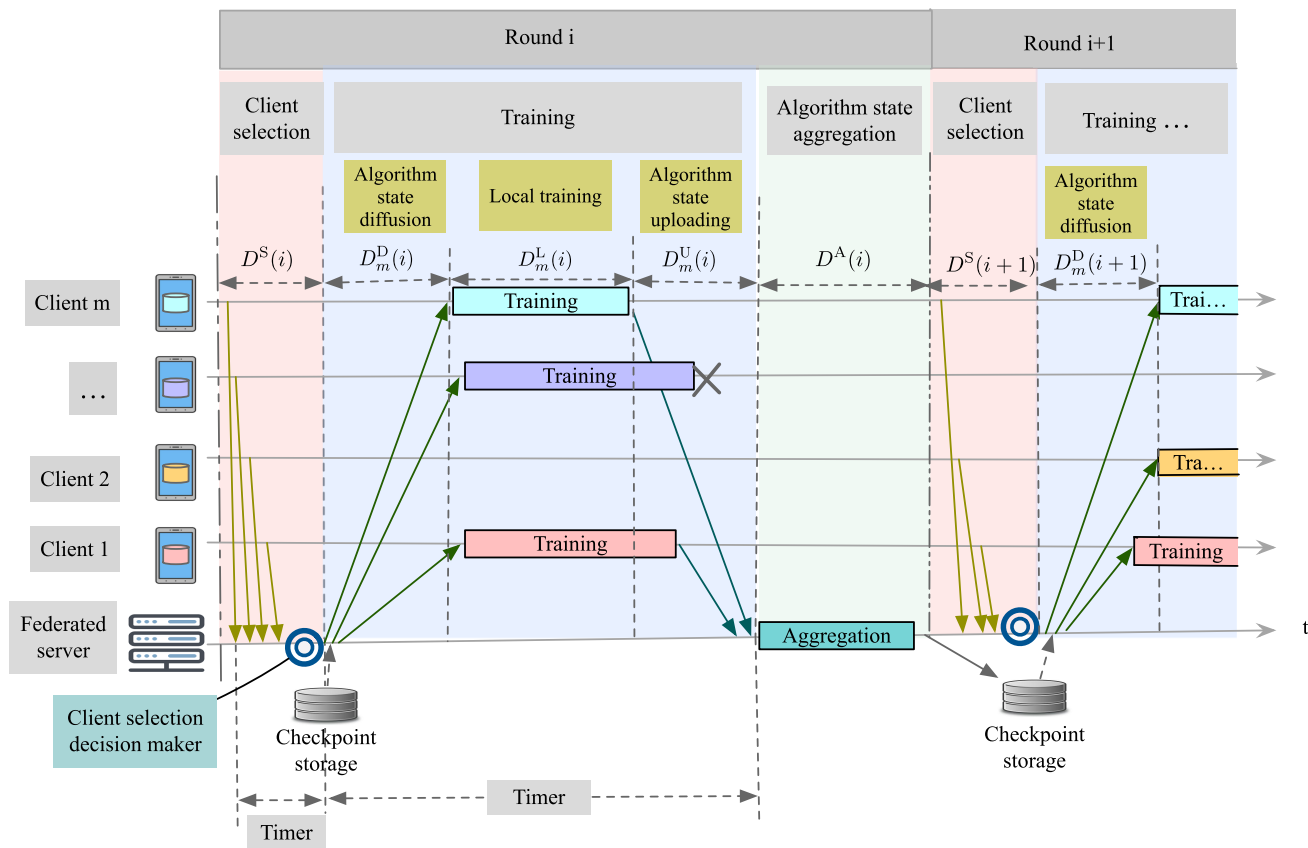 Round i
Round i+1
Client
selection
Training
Algorithm state
aggregation
Client
selection
Training …
Algorithm
state
diffusion
Local training
Algorithm
state
uploading
Algorithm
state
diffusion
D^S(i)
D_m^D(i)
D_m^L(i)
D_m^U(i)
D^A(i)
D^S(i+1)
D_m^D(i+1)
Client m
Training
Trai…
…
Training
Client 2
Tra…
Client 1
Training
Training
Federated
server
Aggregation
t
Client selection
decision maker
Checkpoint
storage
Checkpoint
storage
Timer
Timer